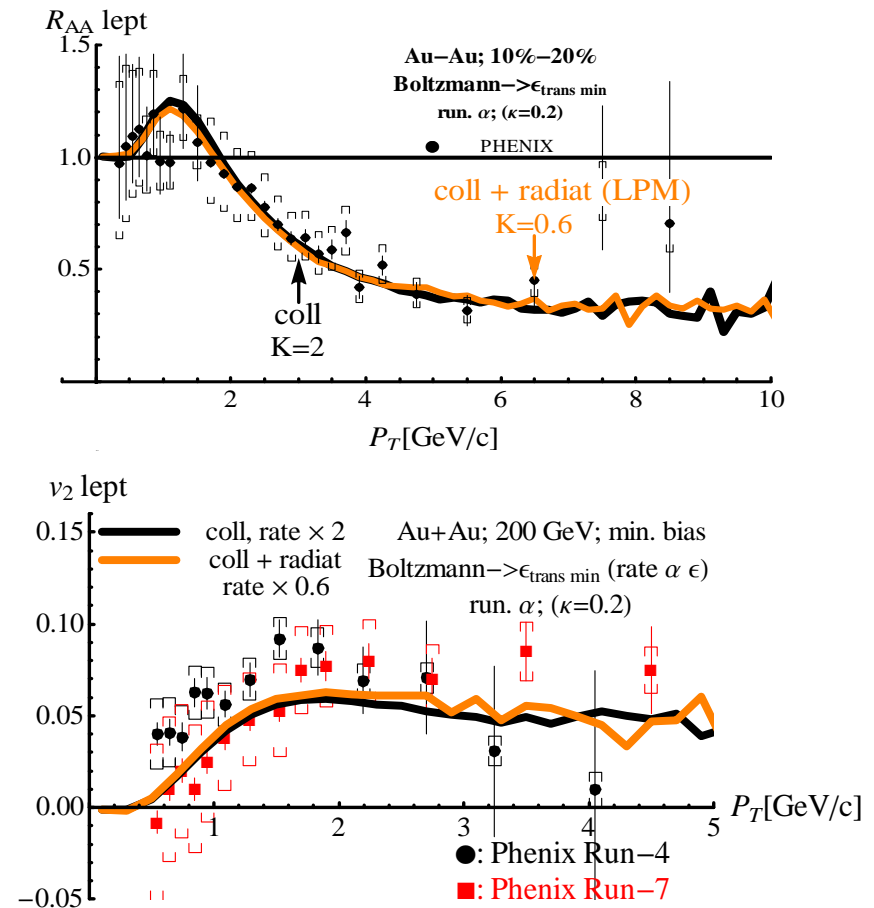 R_AA lept
1.5
Au−Au; 10%−20%
Boltzmann−>ϵ_trans min
run. α; (κ=0.2)
PHENIX
1.0
coll + radiat (LPM)
K=0.6
0.5
coll
K=2
2 4 6 8 10
P_T[GeV/c]
v_2 lept
0.15
coll, rate × 2
coll + radiat
rate × 0.6
Au+Au; 200 GeV; min. bias
Boltzmann−>ϵ_trans min (rate α ϵ)
run. α; (κ=0.2)
0.10
0.05
0.00
1 2 3 4 5 P_T[GeV/c]
: Phenix Run−4
: Phenix Run−7
−0.05